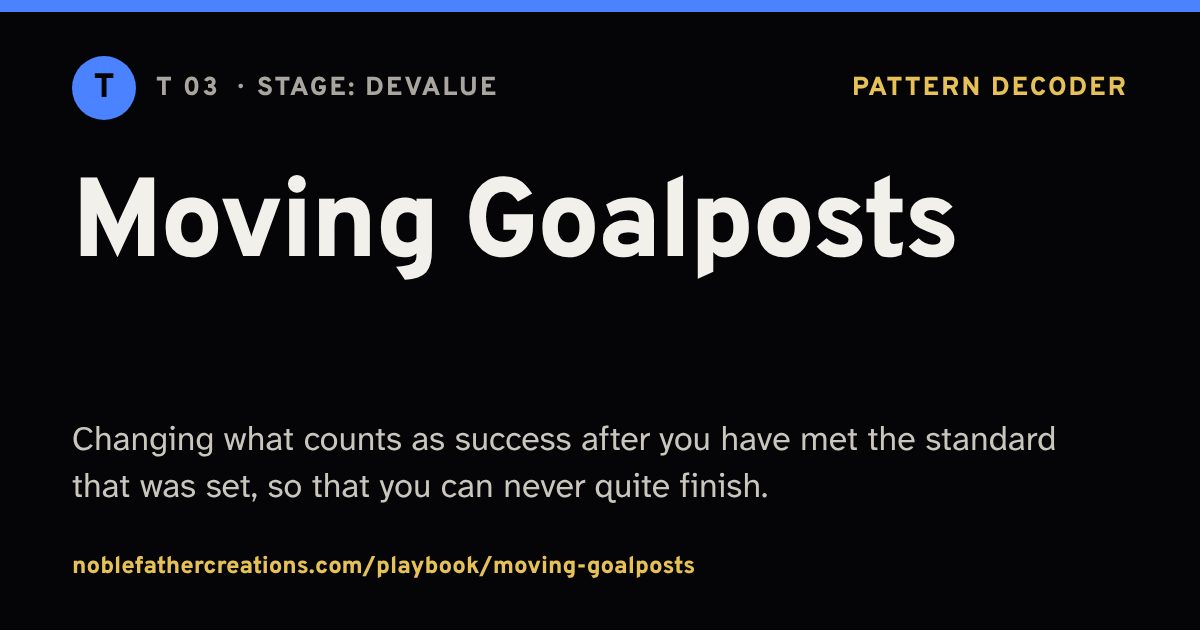 T
T 03 · STAGE: DEVALUE
PATTERN DECODER
Moving Goalposts
Changing what counts as success after you have met the standard
that was set, so that you can never quite finish.
noblefathercreations.com/playbook/moving-goalposts